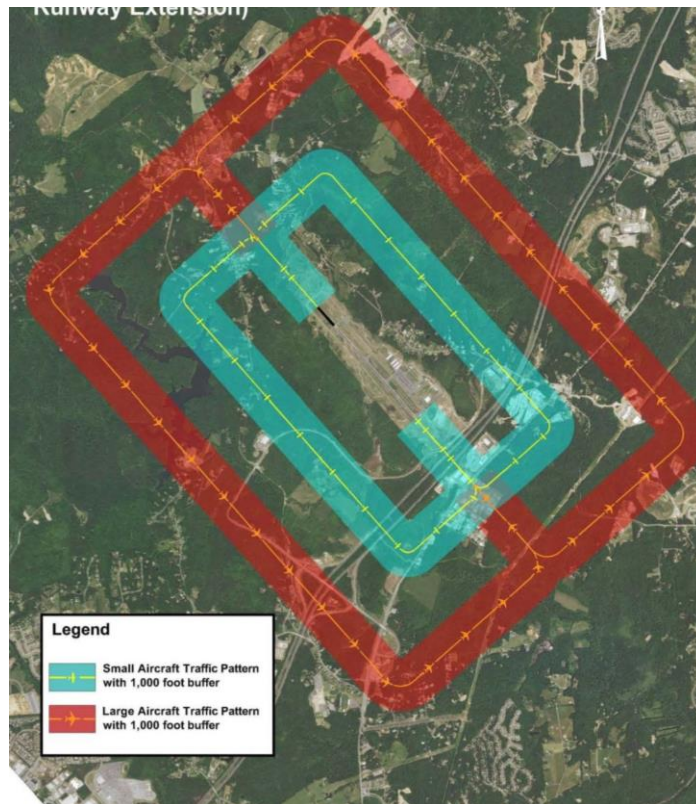 Runway Extension)
Legend
Small Aircraft Traffic Pattern
with 1,000 foot buffer
Large Aircraft Traffic Pattern
with 1,000 foot buffer